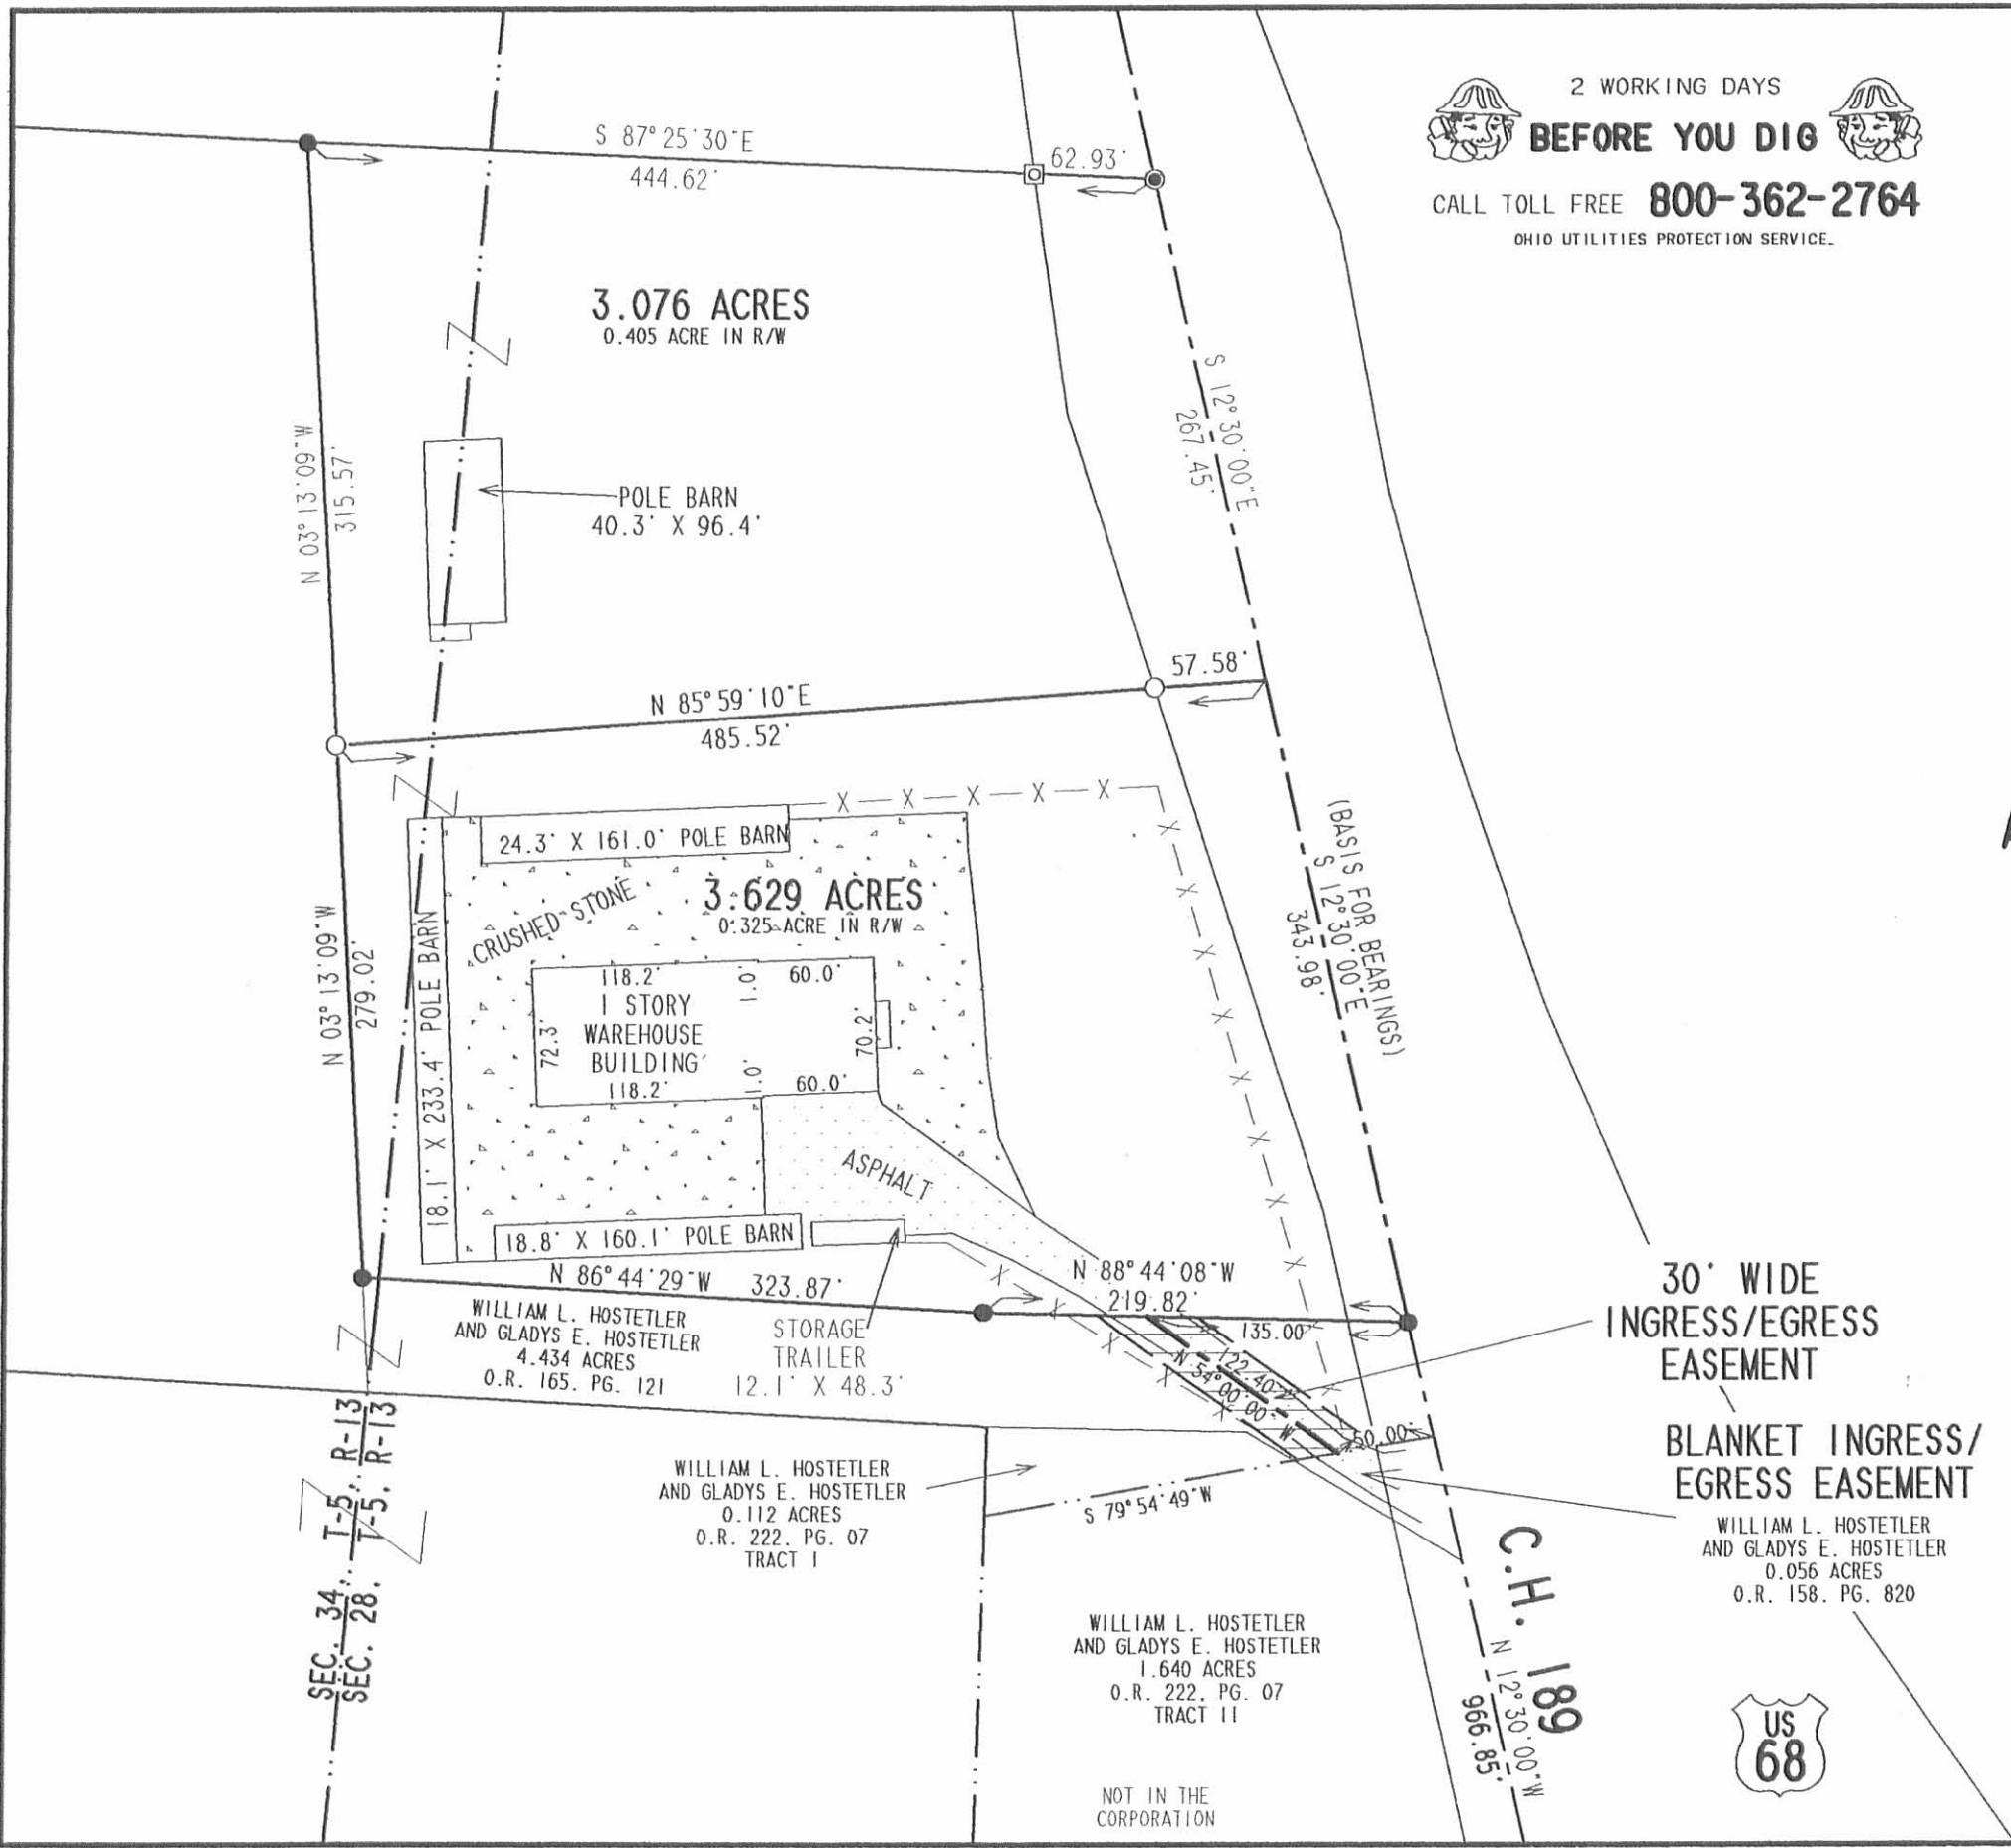 2 WORKING DAYS
BEFORE YOU DIG
CALL TOLL FREE 800-362-2764
OHIO UTILITIES PROTECTION SERVICE.
S 87°25'30"E
444.62'
62.93'
3.076 ACRES
0.405 ACRE IN R/W
S 12°30'00"E
267.45'
N 03°13'09"W
315.57'
POLE BARN
40.3' X 96.4'
57.58'
N 85°59'10"E
485.52'
X X X X X
24.3' X 161.0' POLE BARN
3.629 ACRES
0.325 ACRE IN R/W
CRUSHED STONE
(BASIS FOR BEARINGS)
S 12°30'00"E
343.98'
N 03°13'09"W
279.02'
18.1' X 233.4' POLE BARN
118.2'
1.0'
60.0'
1 STORY
WAREHOUSE
BUILDING
72.3'
70.2'
118.2'
1.0'
60.0'
ASPHALT
18.8' X 160.1' POLE BARN
N 86°44'29"W 323.87'
N 88°44'08"W
219.82'
135.00'
WILLIAM L. HOSTETLER
AND GLADYS E. HOSTETLER
4.434 ACRES
O.R. 165. PG. 121
STORAGE
TRAILER
12.1' X 48.3'
122.40'
N 54°00'00" W
50.00'
30' WIDE
INGRESS/EGRESS
EASEMENT
BLANKET INGRESS/
EGRESS EASEMENT
WILLIAM L. HOSTETLER
AND GLADYS E. HOSTETLER
0.056 ACRES
O.R. 158. PG. 820
WILLIAM L. HOSTETLER
AND GLADYS E. HOSTETLER
0.112 ACRES
O.R. 222. PG. 07
TRACT I
S 79°54'49"W
SEC. 34, T-5, R-13
SEC. 28, T-5, R-13
WILLIAM L. HOSTETLER
AND GLADYS E. HOSTETLER
1.640 ACRES
O.R. 222. PG. 07
TRACT II
C.H. 189
N 12°30'00"W
966.85'
US
68
NOT IN THE
CORPORATION